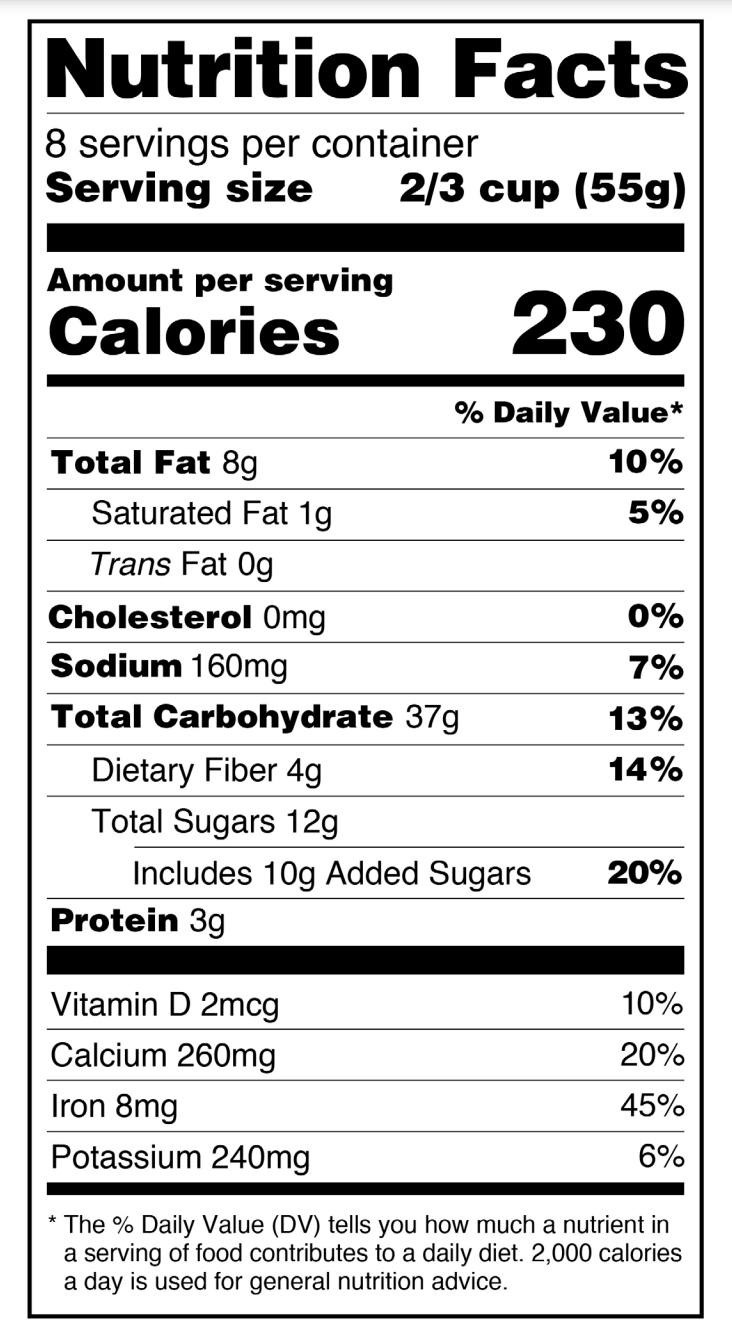 Nutrition Facts
8 servings per container
Serving size 2/3 cup (55g)
Amount per serving
Calories 230
% Daily Value*
Total Fat 8g 10%
Saturated Fat 1g 5%
Trans Fat 0g
Cholesterol 0mg 0%
Sodium 160mg 7%
Total Carbohydrate 37g 13%
Dietary Fiber 4g 14%
Total Sugars 12g
Includes 10g Added Sugars 20%
Protein 3g
Vitamin D 2mcg 10%
Calcium 260mg 20%
Iron 8mg 45%
Potassium 240mg 6%
* The % Daily Value (DV) tells you how much a nutrient in
a serving of food contributes to a daily diet. 2,000 calories
a day is used for general nutrition advice.